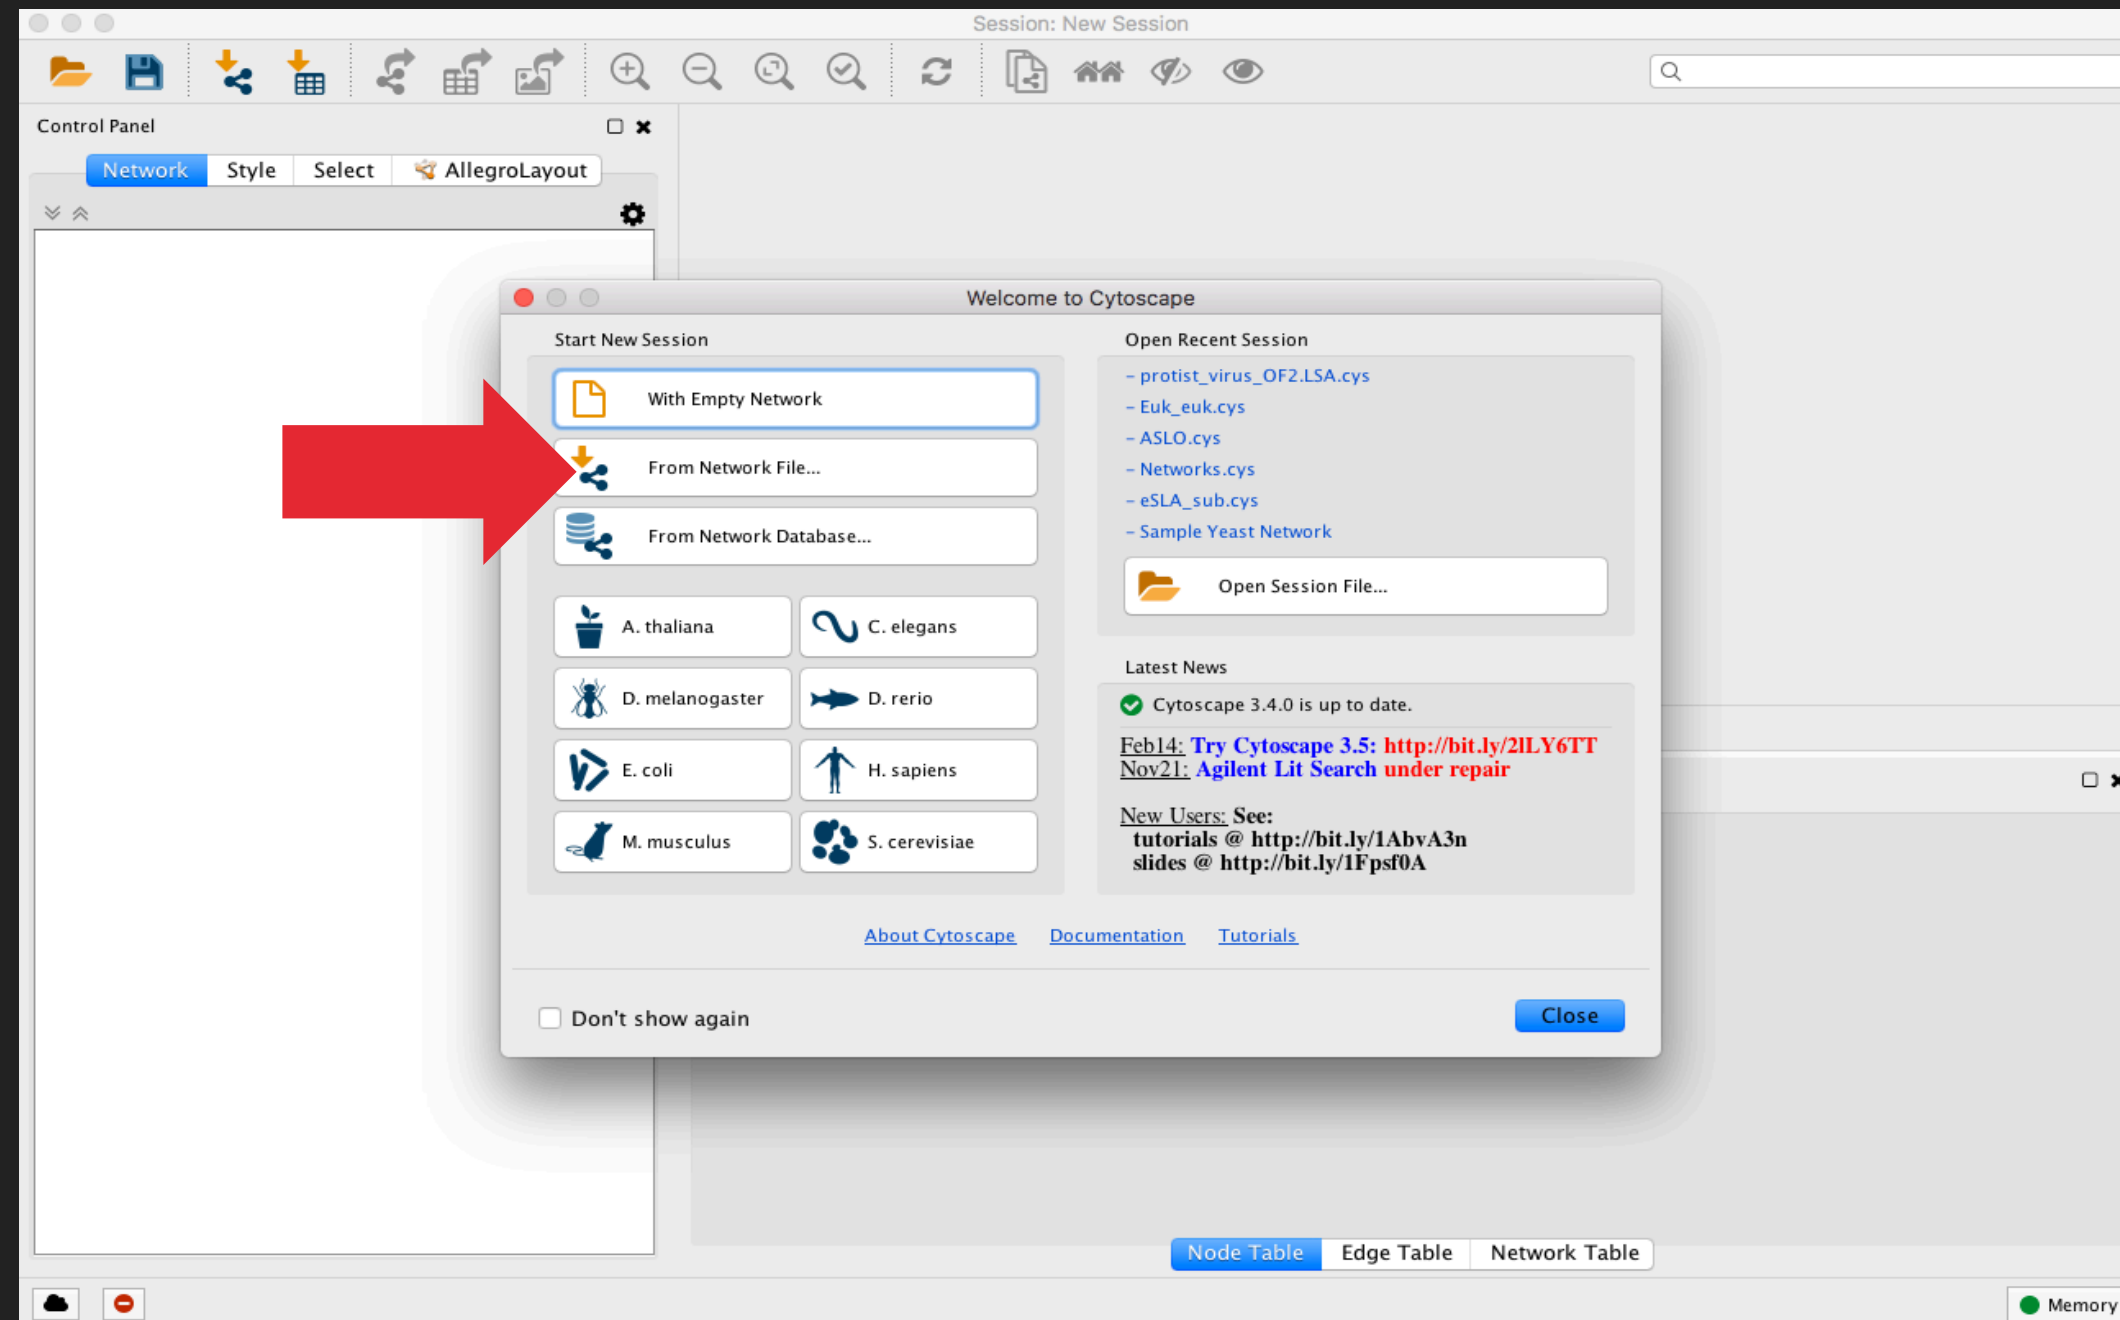 Session: New Session
Control Panel
Network Style Select AllegroLayout
Welcome to Cytoscape
Start New Session
With Empty Network
From Network File...
From Network Database...
A. thaliana
C. elegans
D. melanogaster
D. rerio
E. coli
H. sapiens
M. musculus
S. cerevisiae
Open Recent Session
– protist_virus_OF2.LSA.cys
– Euk_euk.cys
– ASLO.cys
– Networks.cys
– eSLA_sub.cys
– Sample Yeast Network
Open Session File...
Latest News
Cytoscape 3.4.0 is up to date.
Feb14: Try Cytoscape 3.5: http://bit.ly/2lLY6TT
Nov21: Agilent Lit Search under repair
New Users: See:
tutorials @ http://bit.ly/1AbvA3n
slides @ http://bit.ly/1Fpsf0A
About Cytoscape Documentation Tutorials
Don't show again
Close
Node Table Edge Table Network Table
Memory